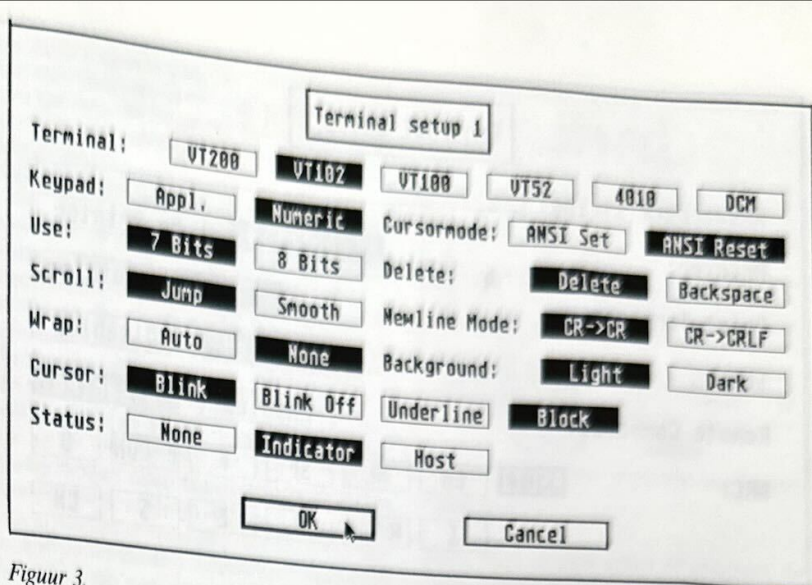 Terminal setup 1
Terminal: VT200 VT102 VT100 VT52 4010 DCM
Keypad: Appl. Numeric Cursormode: ANSI Set ANSI Reset
Use: 7 Bits 8 Bits Delete: Delete Backspace
Scroll: Jump Smooth Newline Mode: CR->CR CR->CRLF
Wrap: Auto None Background: Light Dark
Cursor: Blink Blink Off Underline Block
Status: None Indicator Host
OK Cancel
Figuur 3.